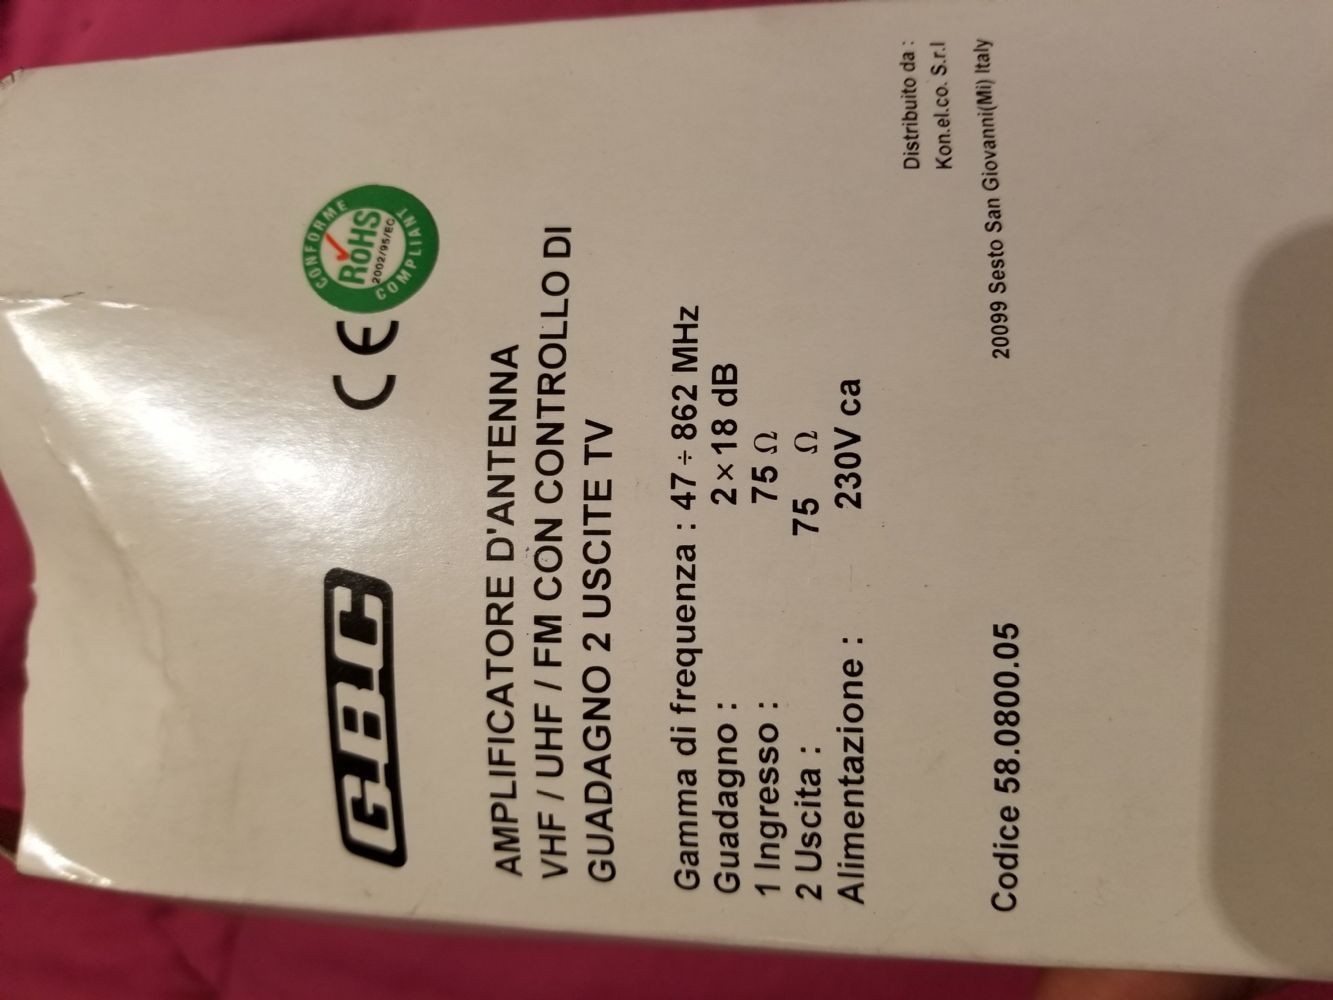 GBC
CE
CONFORME
RoHS
2002/95/EC
COMPLIANT
AMPLIFICATORE D'ANTENNA
VHF / UHF / FM CON CONTROLLO DI
GUADAGNO 2 USCITE TV
Gamma di frequenza : 47 ÷ 862 MHz
Guadagno : 2×18 dB
1 Ingresso : 75 Ω
2 Uscita : 75 Ω
Alimentazione : 230V ca
Distribuito da :
Kon.el.co. S.r.l
20099 Sesto San Giovanni(Mi) Italy
Codice 58.0800.05